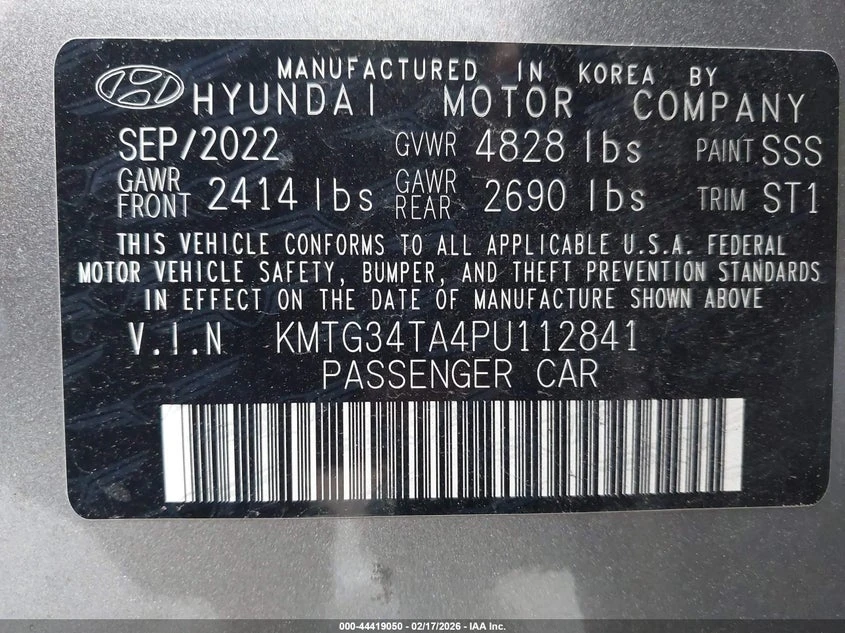 MANUFACTURED IN KOREA BY
HYUNDAI MOTOR COMPANY
SEP/2022 GVWR 4828 lbs PAINT SSS
GAWR FRONT 2414 lbs GAWR REAR 2690 lbs TRIM ST1
THIS VEHICLE CONFORMS TO ALL APPLICABLE U.S.A. FEDERAL
MOTOR VEHICLE SAFETY, BUMPER, AND THEFT PREVENTION STANDARDS
IN EFFECT ON THE DATE OF MANUFACTURE SHOWN ABOVE
V.I.N KMTG34TA4PU112841
PASSENGER CAR
000-44419050 - 02/17/2026 - IAA Inc.